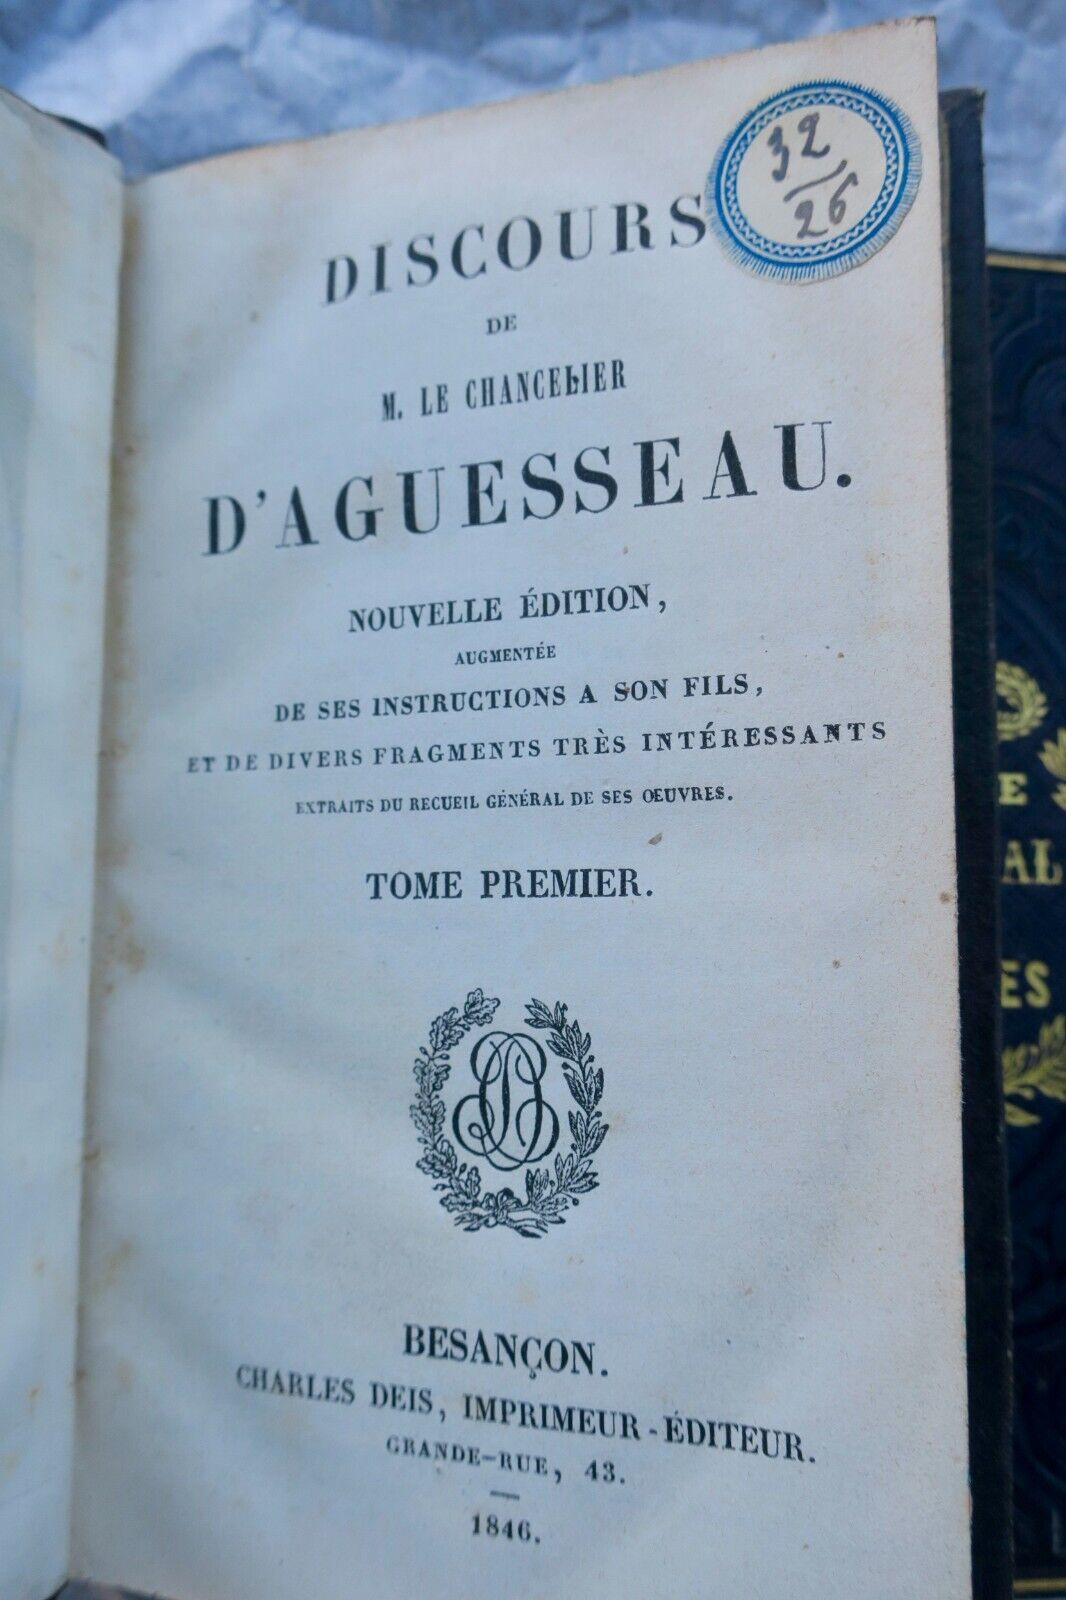 32
26
DISCOURS
DE
M. LE CHANCELIER
D'AGUESSEAU.
NOUVELLE ÉDITION,
AUGMENTÉE
DE SES INSTRUCTIONS A SON FILS,
ET DE DIVERS FRAGMENTS TRÈS INTÉRESSANTS
EXTRAITS DU RECUEIL GÉNÉRAL DE SES OEUVRES.
TOME PREMIER.
BESANÇON.
CHARLES DEIS, IMPRIMEUR-ÉDITEUR.
GRANDE-RUE, 43.
1846.